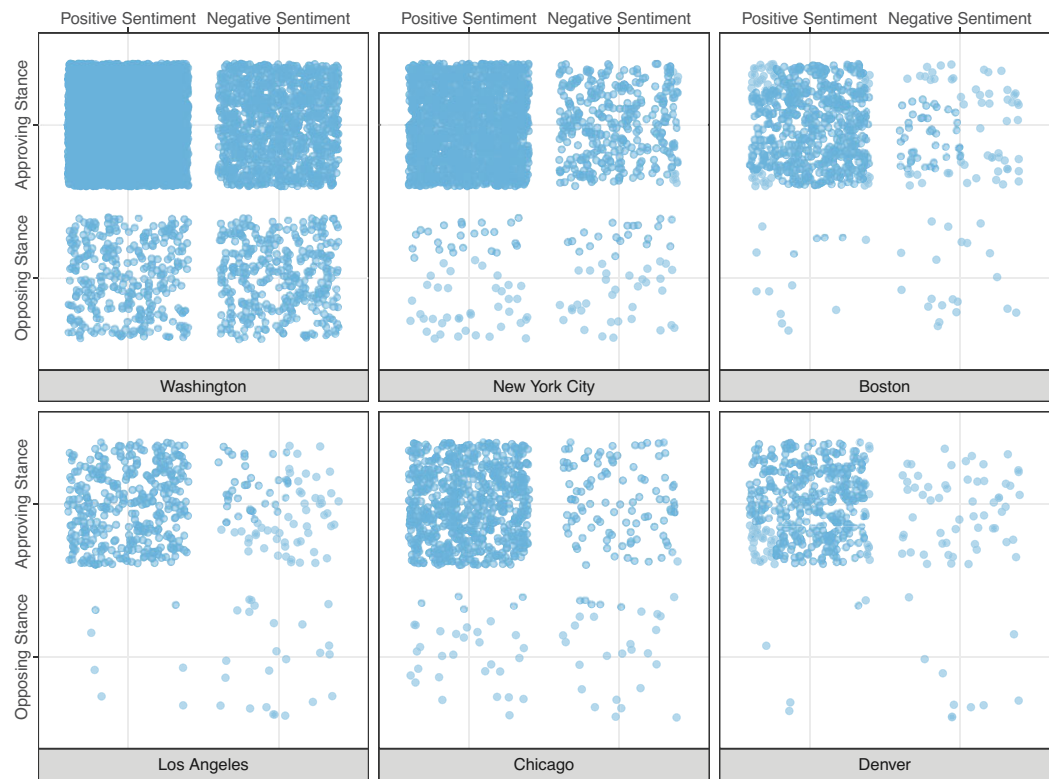 Positive Sentiment Negative Sentiment Positive Sentiment Negative Sentiment Positive Sentiment Negative Sentiment
Approving Stance
Opposing Stance
Washington New York City Boston
Approving Stance
Opposing Stance
Los Angeles Chicago Denver